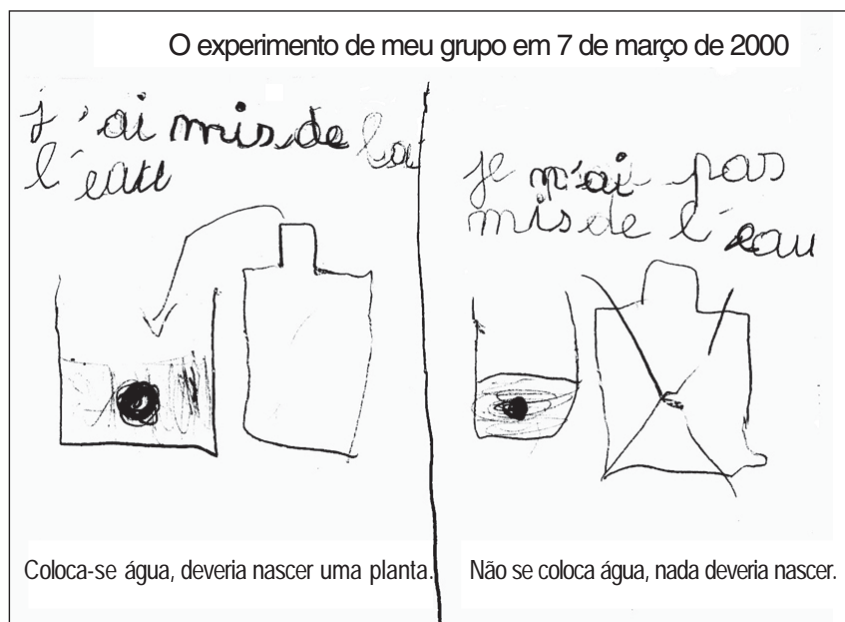 O experimento de meu grupo em 7 de março de 2000
j'ai mis de la
l'eau
je n'ai pas
mis de l'eau
Coloca-se água, deveria nascer uma planta.
Não se coloca água, nada deveria nascer.